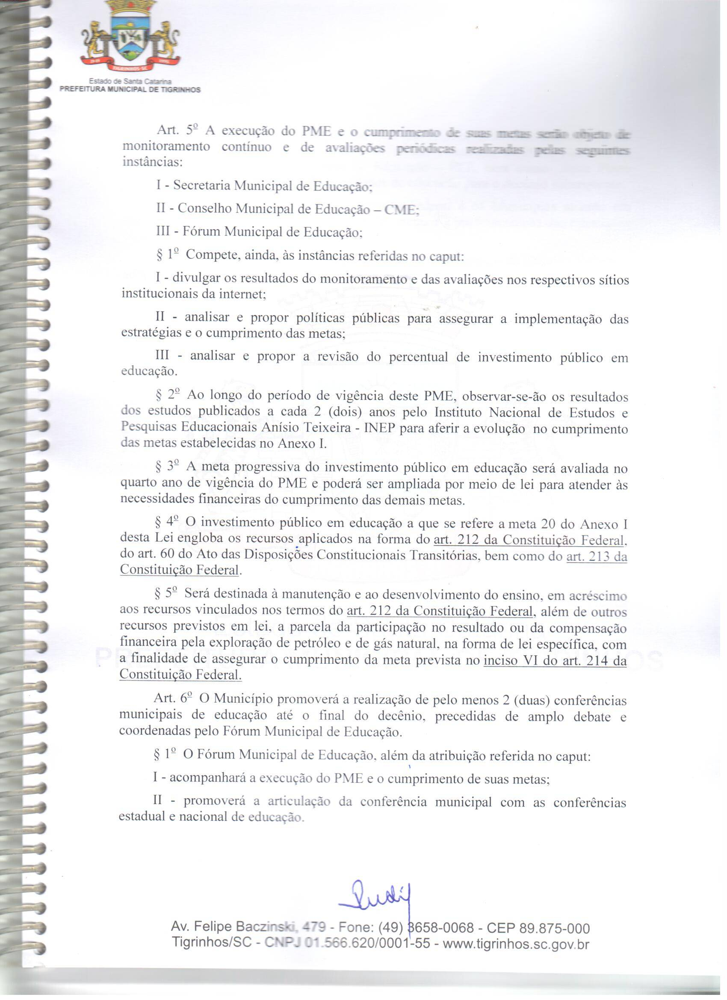 TIGRINHOS-SC
Estado de Santa Catarina
PREFEITURA MUNICIPAL DE TIGRINHOS
Art. 5º A execução do PME e o cumprimento de suas metas serão objeto de
monitoramento contínuo e de avaliações periódicas realizadas pelas seguintes
instâncias:
I - Secretaria Municipal de Educação;
II - Conselho Municipal de Educação – CME;
III - Fórum Municipal de Educação;
§ 1º Compete, ainda, às instâncias referidas no caput:
I - divulgar os resultados do monitoramento e das avaliações nos respectivos sítios
institucionais da internet;
II - analisar e propor políticas públicas para assegurar a implementação das
estratégias e o cumprimento das metas;
III - analisar e propor a revisão do percentual de investimento público em
educação.
§ 2º Ao longo do período de vigência deste PME, observar-se-ão os resultados
dos estudos publicados a cada 2 (dois) anos pelo Instituto Nacional de Estudos e
Pesquisas Educacionais Anísio Teixeira - INEP para aferir a evolução no cumprimento
das metas estabelecidas no Anexo I.
§ 3º A meta progressiva do investimento público em educação será avaliada no
quarto ano de vigência do PME e poderá ser ampliada por meio de lei para atender às
necessidades financeiras do cumprimento das demais metas.
§ 4º O investimento público em educação a que se refere a meta 20 do Anexo I
desta Lei engloba os recursos aplicados na forma do art. 212 da Constituição Federal,
do art. 60 do Ato das Disposições Constitucionais Transitórias, bem como do art. 213 da
Constituição Federal.
§ 5º Será destinada à manutenção e ao desenvolvimento do ensino, em acréscimo
aos recursos vinculados nos termos do art. 212 da Constituição Federal, além de outros
recursos previstos em lei, a parcela da participação no resultado ou da compensação
financeira pela exploração de petróleo e de gás natural, na forma de lei específica, com
a finalidade de assegurar o cumprimento da meta prevista no inciso VI do art. 214 da
Constituição Federal.
Art. 6º O Município promoverá a realização de pelo menos 2 (duas) conferências
municipais de educação até o final do decênio, precedidas de amplo debate e
coordenadas pelo Fórum Municipal de Educação.
§ 1º O Fórum Municipal de Educação, além da atribuição referida no caput:
I - acompanhará a execução do PME e o cumprimento de suas metas;
II - promoverá a articulação da conferência municipal com as conferências
estadual e nacional de educação.
Av. Felipe Baczinski, 479 - Fone: (49) 3658-0068 - CEP 89.875-000
Tigrinhos/SC - CNPJ 01.566.620/0001-55 - www.tigrinhos.sc.gov.br